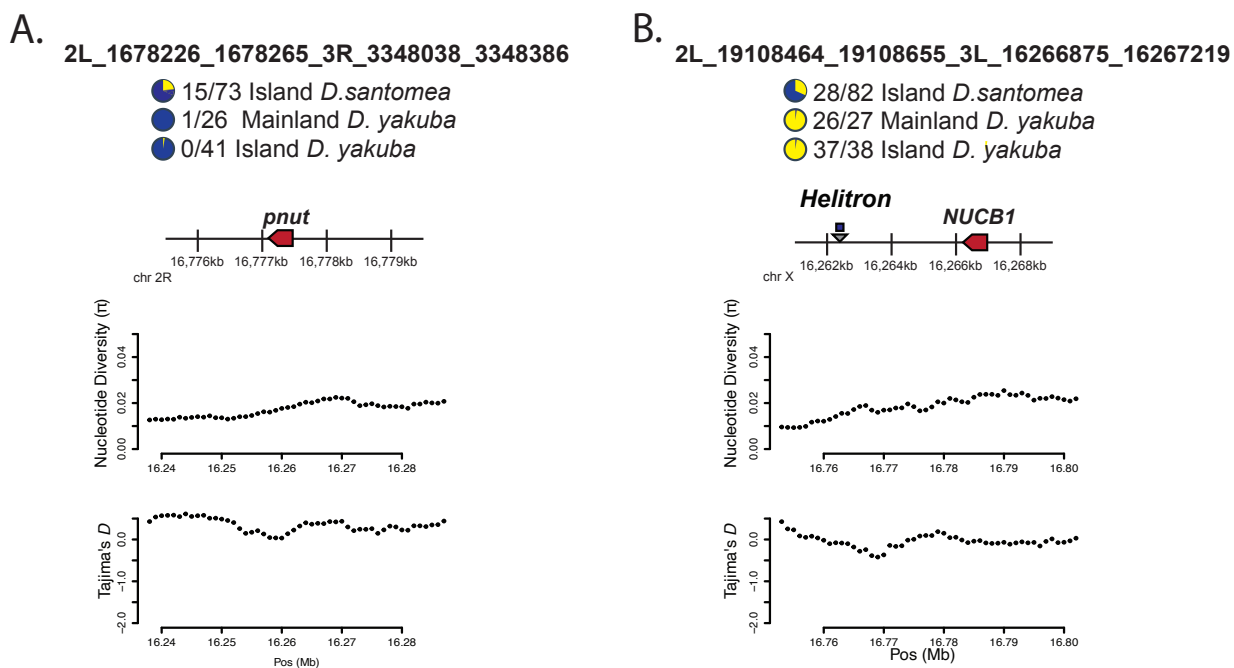 A.
2L_1678226_1678265_3R_3348038_3348386
15/73 Island D.santomea
1/26 Mainland D. yakuba
0/41 Island D. yakuba
pnut
16,776kb 16,777kb 16,778kb 16,779kb
chr 2R
Nucleotide Diversity (π)
0.04
0.02
0.00
16.24 16.25 16.26 16.27 16.28
Tajima's D
0.0
-1.0
-2.0
16.24 16.25 16.26 16.27 16.28
Pos (Mb)
B.
2L_19108464_19108655_3L_16266875_16267219
28/82 Island D.santomea
26/27 Mainland D. yakuba
37/38 Island D. yakuba
Helitron
NUCB1
16,262kb 16,264kb 16,266kb 16,268kb
chr X
Nucleotide Diversity (π)
0.04
0.02
0.00
16.76 16.77 16.78 16.79 16.80
Tajima's D
0.0
-1.0
-2.0
16.76 16.77 16.78 16.79 16.80
Pos (Mb)